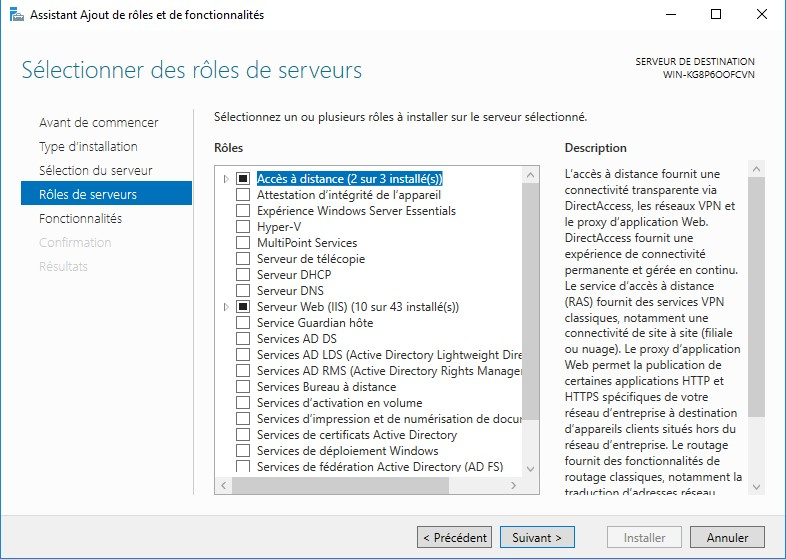 Assistant Ajout de rôles et de fonctionnalités
Sélectionner des rôles de serveurs
SERVEUR DE DESTINATION
WIN-KG8P6OOFCVN
Avant de commencer
Type d'installation
Sélection du serveur
Rôles de serveurs
Fonctionnalités
Confirmation
Résultats
Sélectionnez un ou plusieurs rôles à installer sur le serveur sélectionné.
Rôles
Accès à distance (2 sur 3 installé(s))
Attestation d'intégrité de l'appareil
Expérience Windows Server Essentials
Hyper-V
MultiPoint Services
Serveur de télécopie
Serveur DHCP
Serveur DNS
Serveur Web (IIS) (10 sur 43 installé(s))
Service Guardian hôte
Services AD DS
Services AD LDS (Active Directory Lightweight Dire
Services AD RMS (Active Directory Rights Manage
Services Bureau à distance
Services d'activation en volume
Services d'impression et de numérisation de docu
Services de certificats Active Directory
Services de déploiement Windows
Services de fédération Active Directory (AD FS)
Description
L'accès à distance fournit une
connectivité transparente via
DirectAccess, les réseaux VPN et
le proxy d'application Web.
DirectAccess fournit une
expérience de connectivité
permanente et gérée en continu.
Le service d'accès à distance
(RAS) fournit des services VPN
classiques, notamment une
connectivité de site à site (filiale
ou nuage). Le proxy d'application
Web permet la publication de
certaines applications HTTP et
HTTPS spécifiques de votre
réseau d'entreprise à destination
d'appareils clients situés hors du
réseau d'entreprise. Le routage
fournit des fonctionnalités de
routage classiques, notamment la
traduction d'adresses réseau
< Précédent
Suivant >
Installer
Annuler